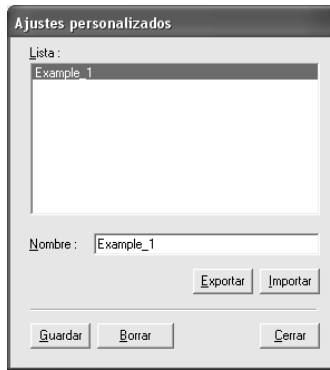 Ajustes personalizados
Lista :
Example_1
Nombre : Example_1
Exportar Importar
Guardar Borrar Cerrar